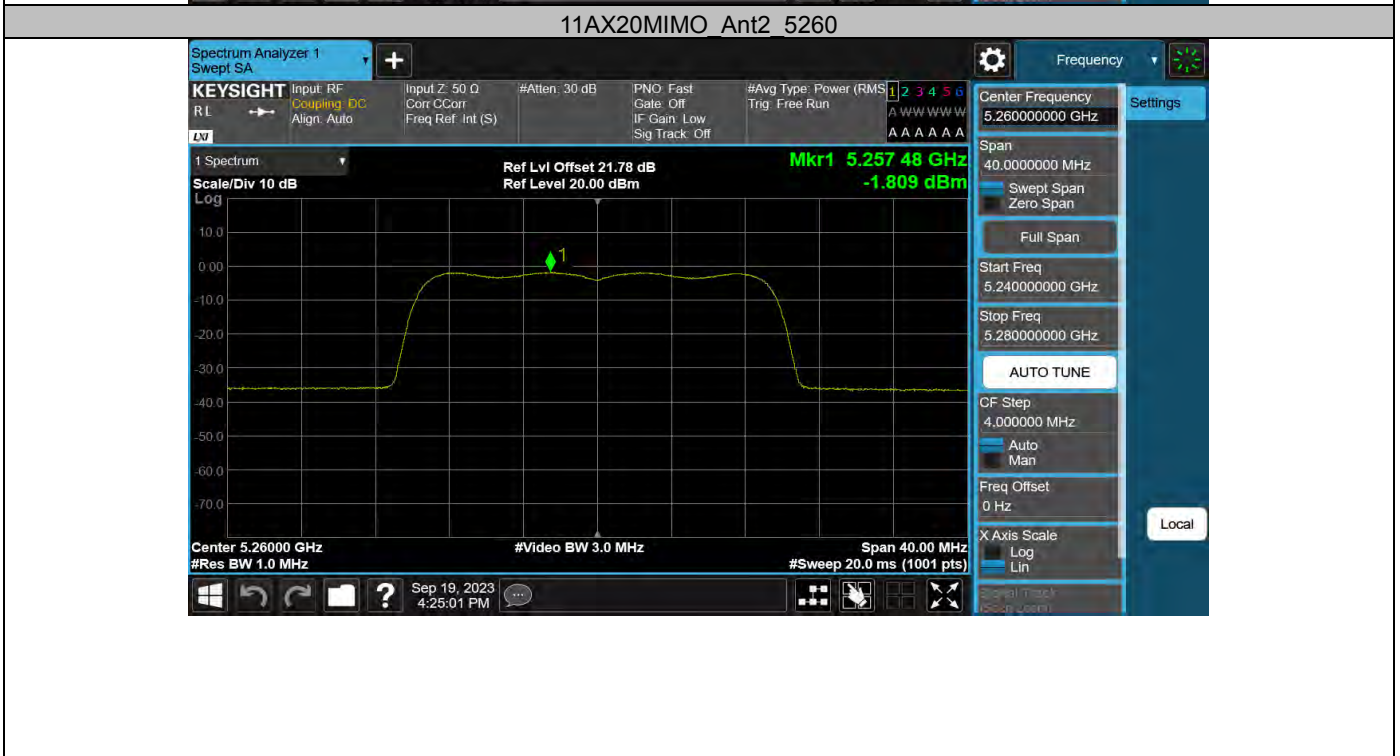 11AX20MIMO_Ant2_5260
Spectrum Analyzer 1
Swept SA
Frequency
KEYSIGHT
RL
LXI
Input: RF
Coupling: DC
Align: Auto
Input Z: 50 Ω
Corr CCorr
Freq Ref: Int (S)
#Atten: 30 dB
PNO: Fast
Gate: Off
IF Gain: Low
Sig Track: Off
#Avg Type: Power (RMS
Trig: Free Run
1 2 3 4 5 6
A W W W W W
A A A A A A
Center Frequency
5.260000000 GHz
Settings
1 Spectrum
Scale/Div 10 dB
Log
Ref Lvl Offset 21.78 dB
Ref Level 20.00 dBm
Mkr1 5.257 48 GHz
-1.809 dBm
Span
40.0000000 MHz
Swept Span
Zero Span
Full Span
Start Freq
5.240000000 GHz
Stop Freq
5.280000000 GHz
AUTO TUNE
CF Step
4.000000 MHz
Auto
Man
Freq Offset
0 Hz
Local
X Axis Scale
Log
Lin
Signal Track
(Span Zoom)
10.0
0.00
-10.0
-20.0
-30.0
-40.0
-50.0
-60.0
-70.0
1
Center 5.26000 GHz
#Res BW 1.0 MHz
#Video BW 3.0 MHz
Span 40.00 MHz
#Sweep 20.0 ms (1001 pts)
?
Sep 19, 2023
4:25:01 PM